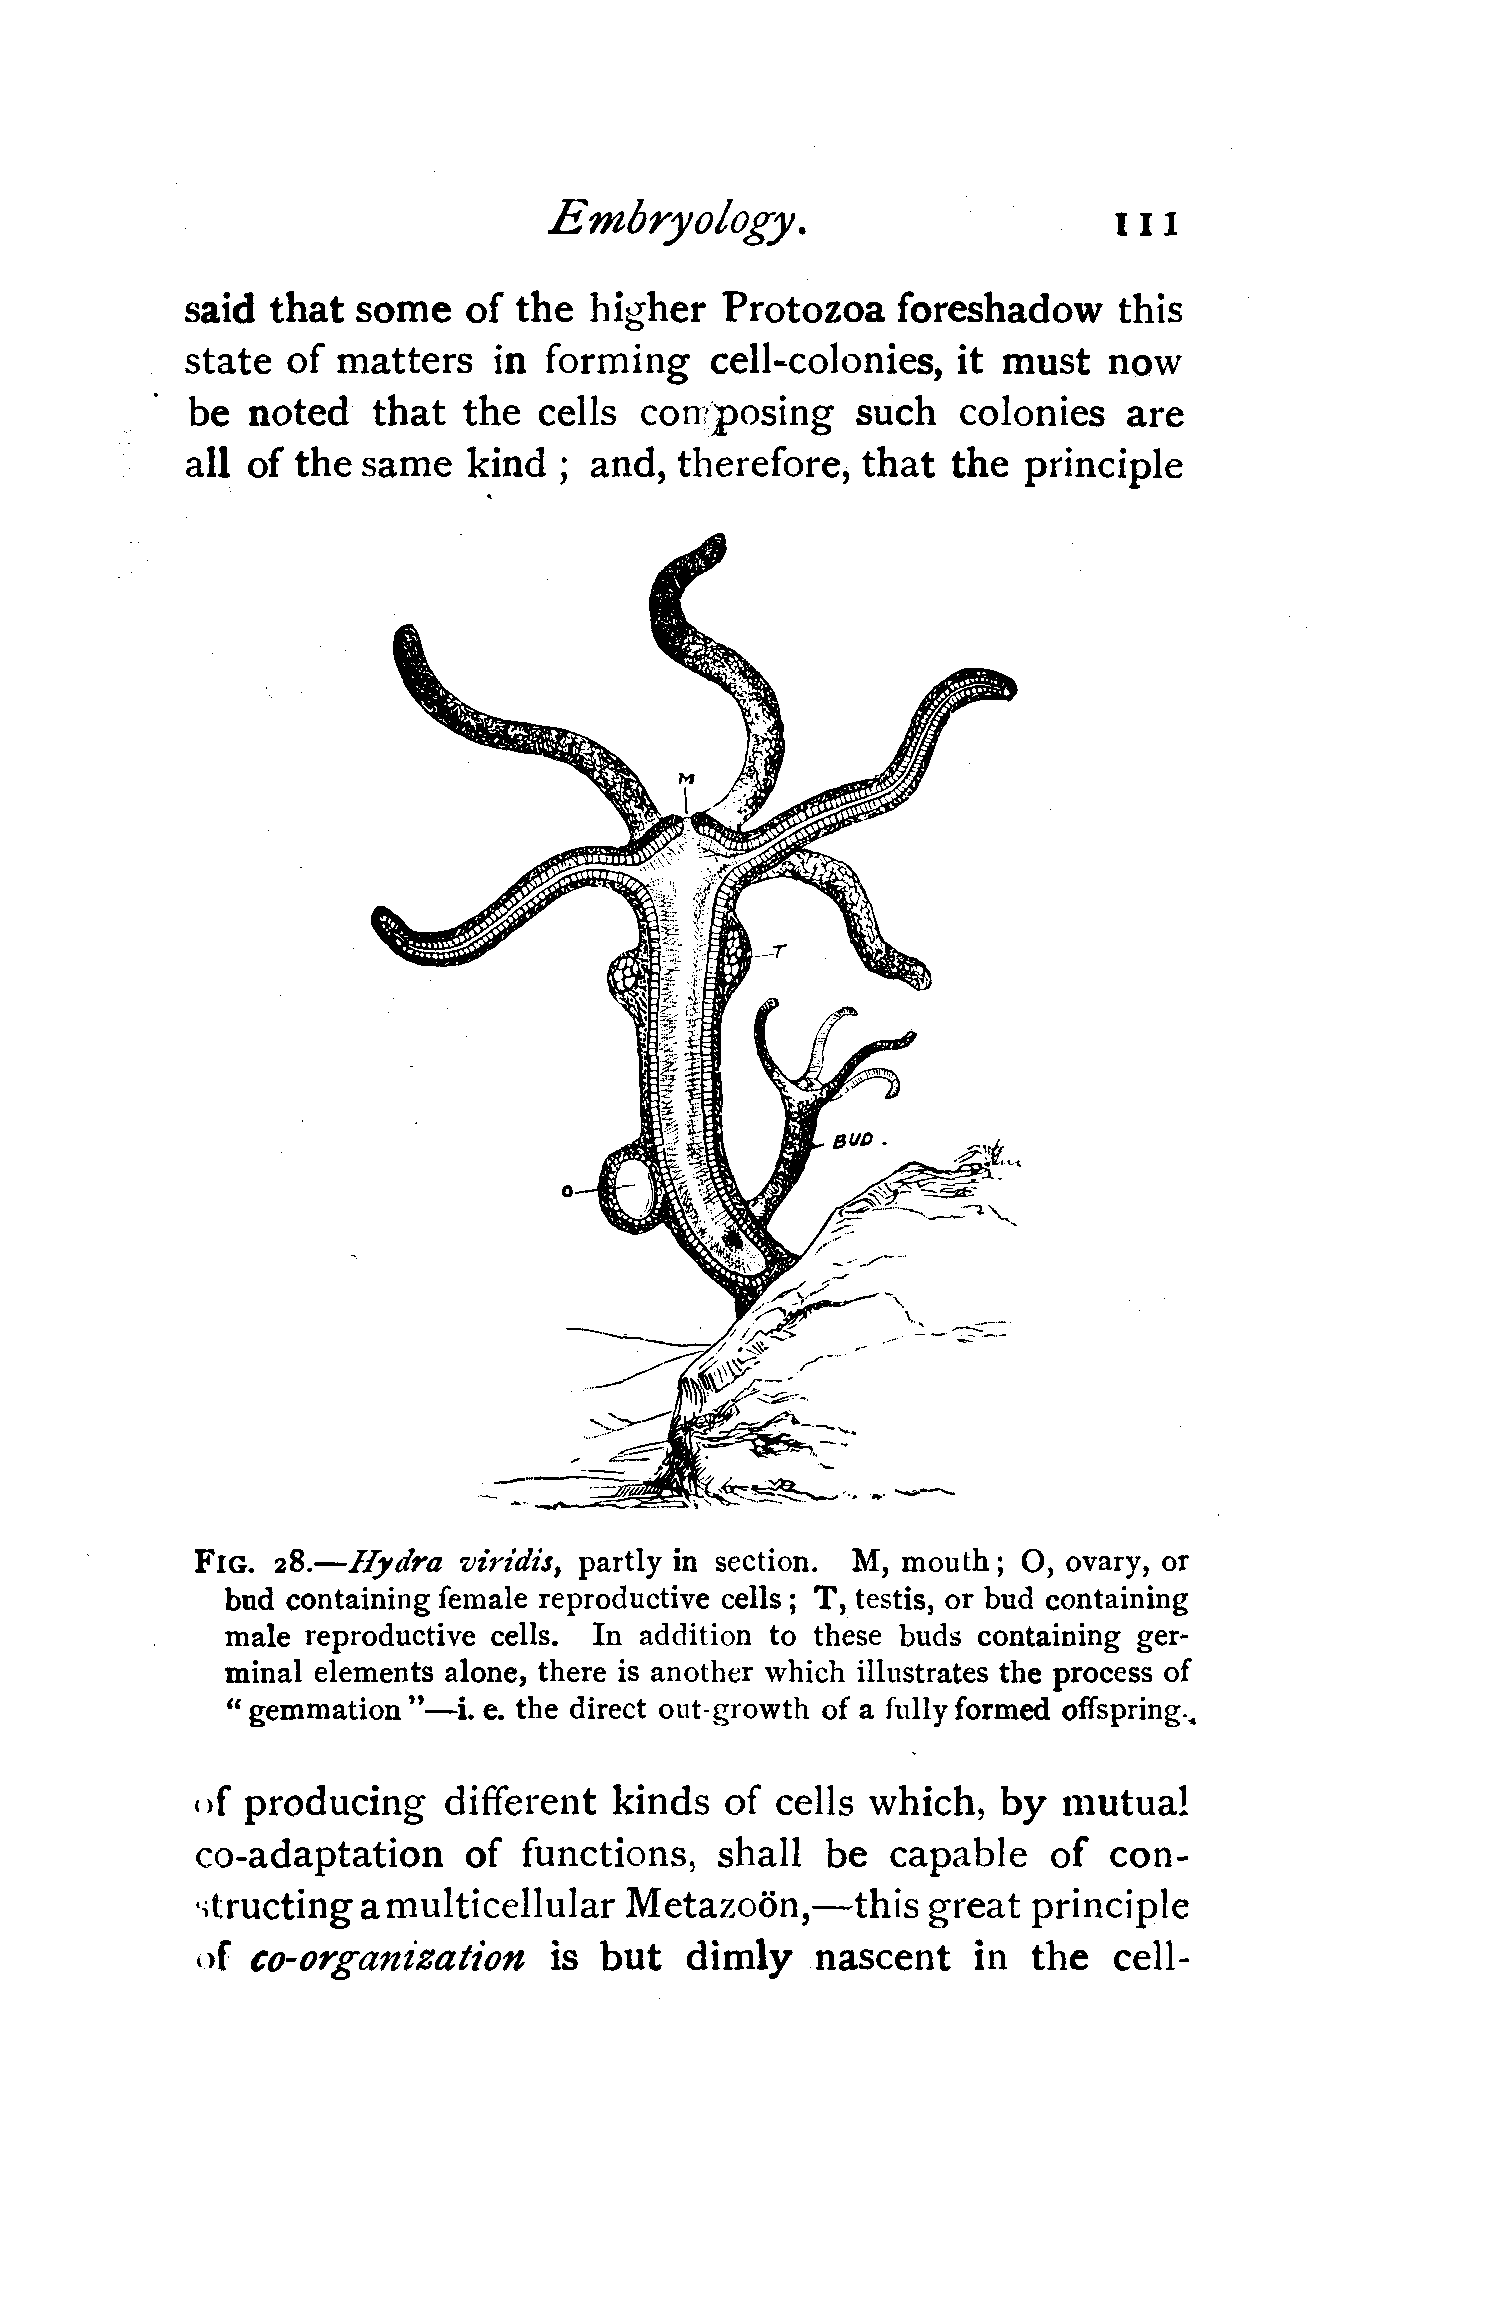 Embryology. 111
said that some of the higher Protozoa foreshadow this
state of matters in forming cell-colonies, it must now
be noted that the cells composing such colonies are
all of the same kind ; and, therefore, that the principle
M
T
BUD .
O
FIG. 28.—Hydra viridis, partly in section. M, mouth; O, ovary, or
bud containing female reproductive cells; T, testis, or bud containing
male reproductive cells. In addition to these buds containing ger-
minal elements alone, there is another which illustrates the process of
“gemmation”—i. e. the direct out-growth of a fully formed offspring.
of producing different kinds of cells which, by mutual
co-adaptation of functions, shall be capable of con-
structing a multicellular Metazoön,—this great principle
of co-organization is but dimly nascent in the cell-